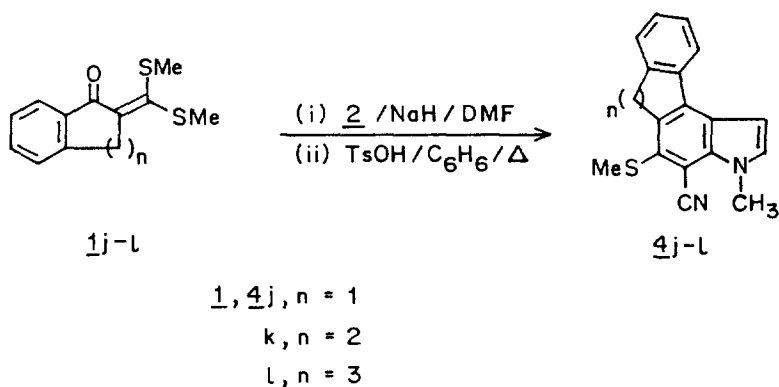 O
SMe
SMe
( )n
(i) 2 /NaH/DMF
(ii) TsOH/C6H6/Δ
n( )
MeS
CN
N
CH3
1j-l
4j-l
1, 4j, n = 1
k, n = 2
l, n = 3